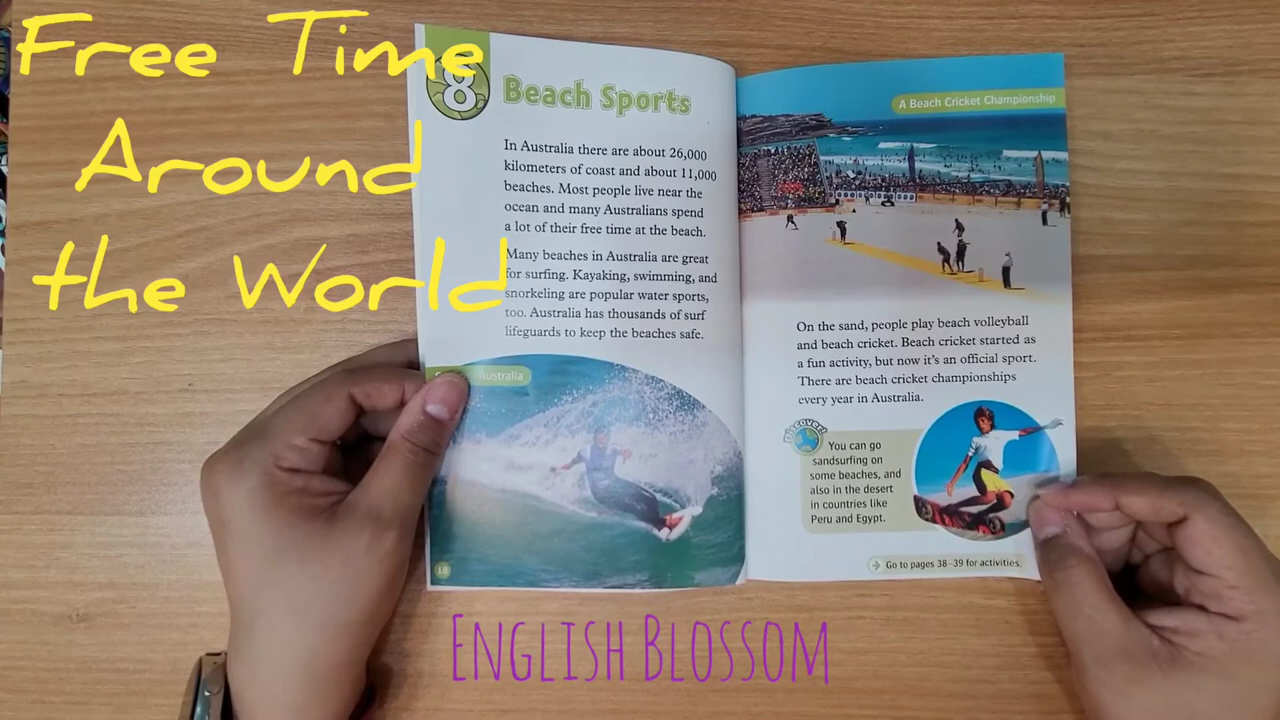 Free Time
Around
the World
8
Beach Sports
In Australia there are about 26,000
kilometers of coast and about 11,000
beaches. Most people live near the
ocean and many Australians spend
a lot of their free time at the beach.
Many beaches in Australia are great
for surfing. Kayaking, swimming, and
snorkeling are popular water sports,
too. Australia has thousands of surf
lifeguards to keep the beaches safe.
Australia
18
A Beach Cricket Championship
On the sand, people play beach volleyball
and beach cricket. Beach cricket started as
a fun activity, but now it's an official sport.
There are beach cricket championships
every year in Australia.
Discover!
You can go
sandsurfing on
some beaches, and
also in the desert
in countries like
Peru and Egypt.
Go to pages 38–39 for activities.
English Blossom